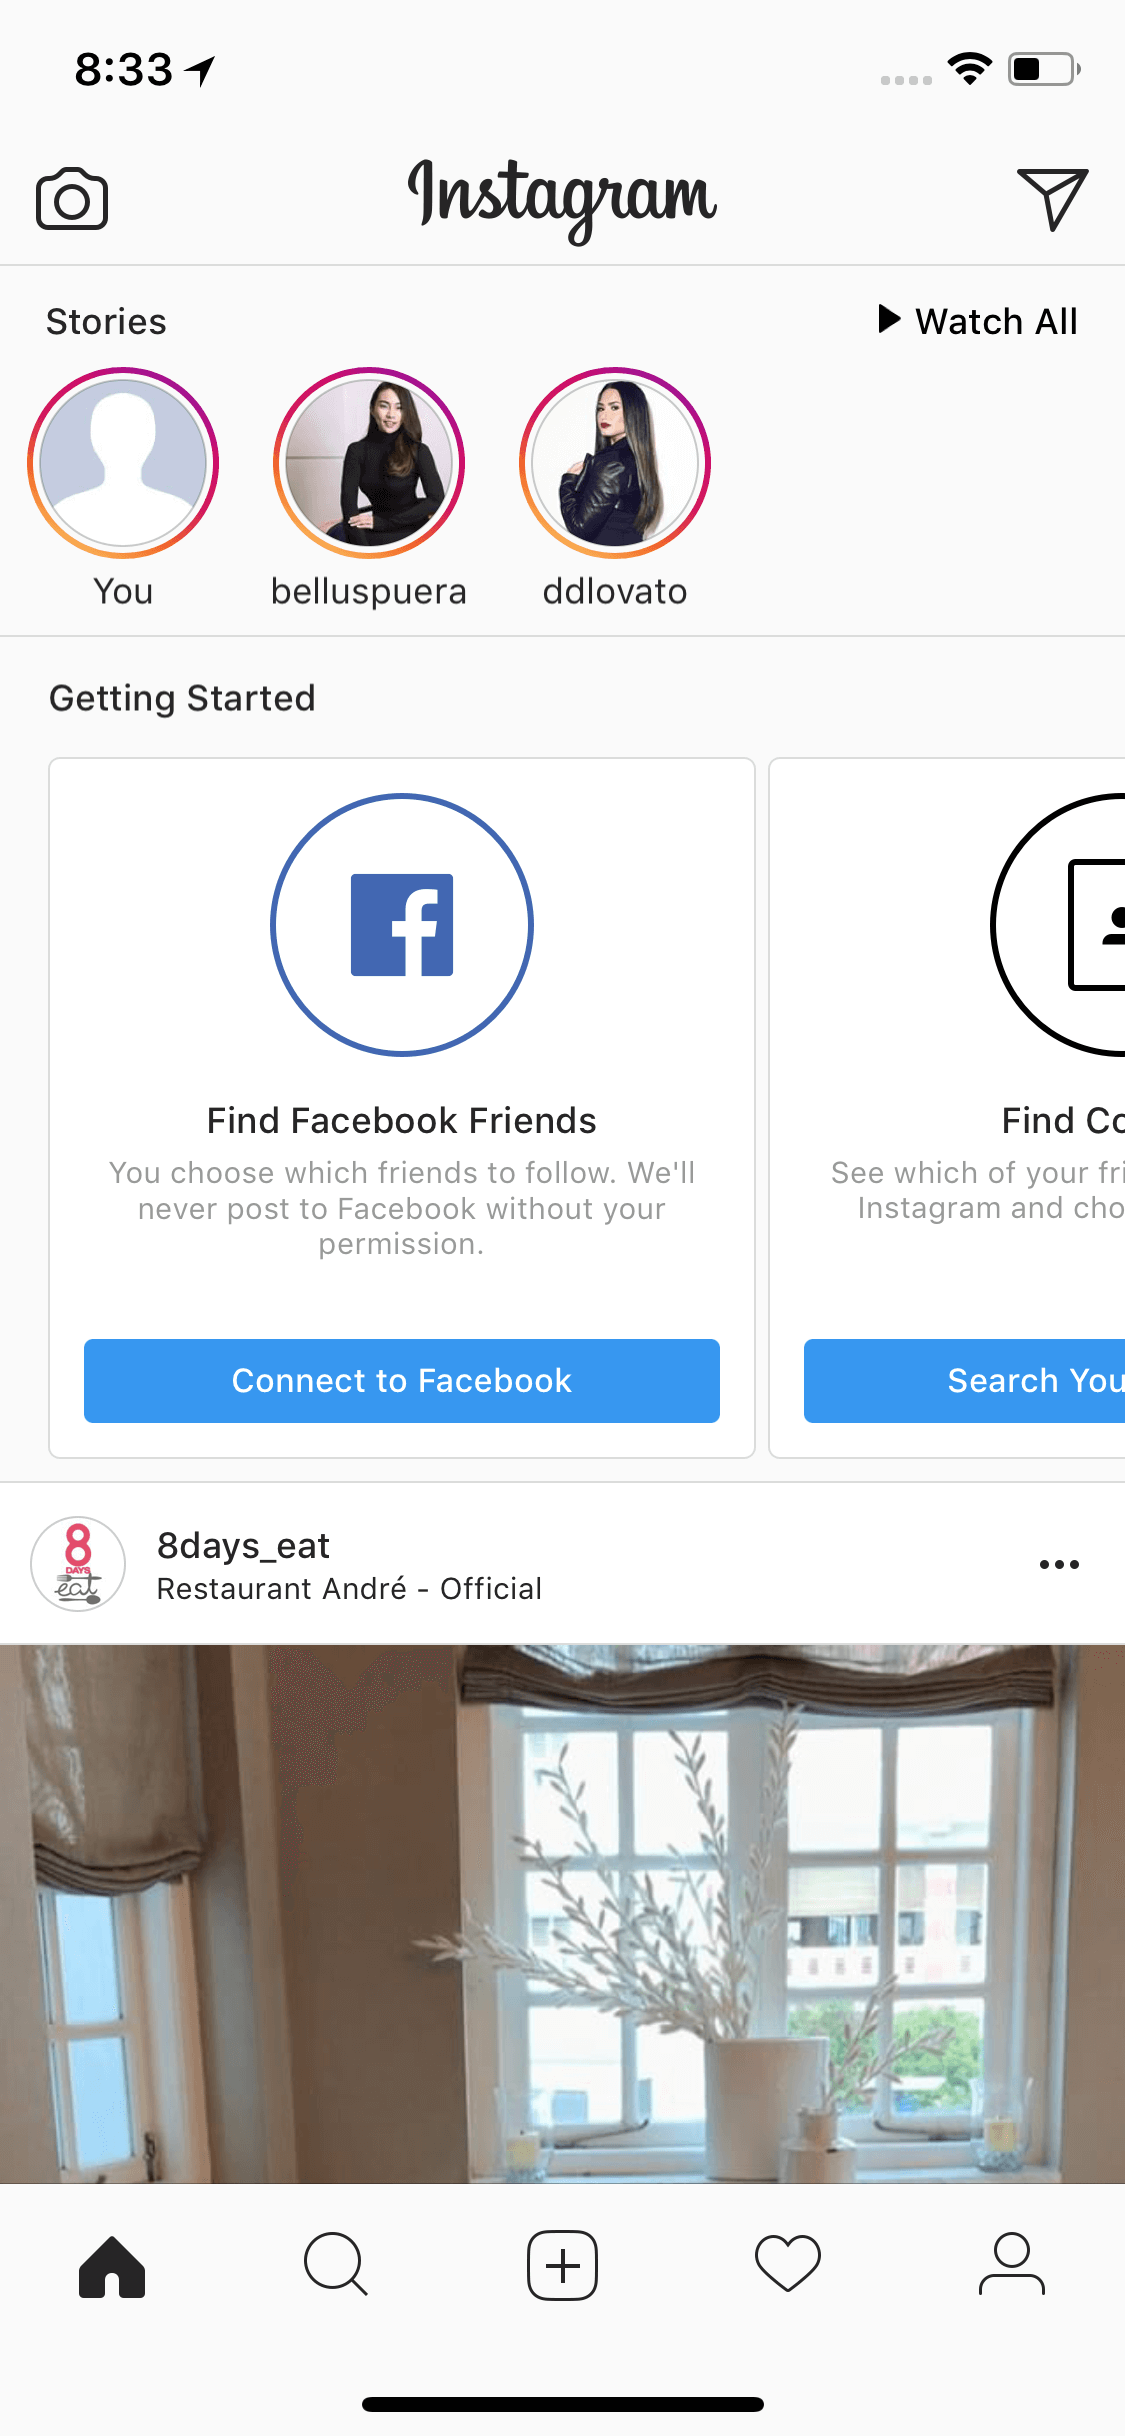 8:33
Instagram
Stories
Watch All
You
belluspuera
ddlovato
Getting Started
Find Facebook Friends
You choose which friends to follow. We'll
never post to Facebook without your
permission.
Connect to Facebook
Find Co
See which of your fri
Instagram and cho
Search You
8
DAYS
eat
8days_eat
Restaurant André - Official